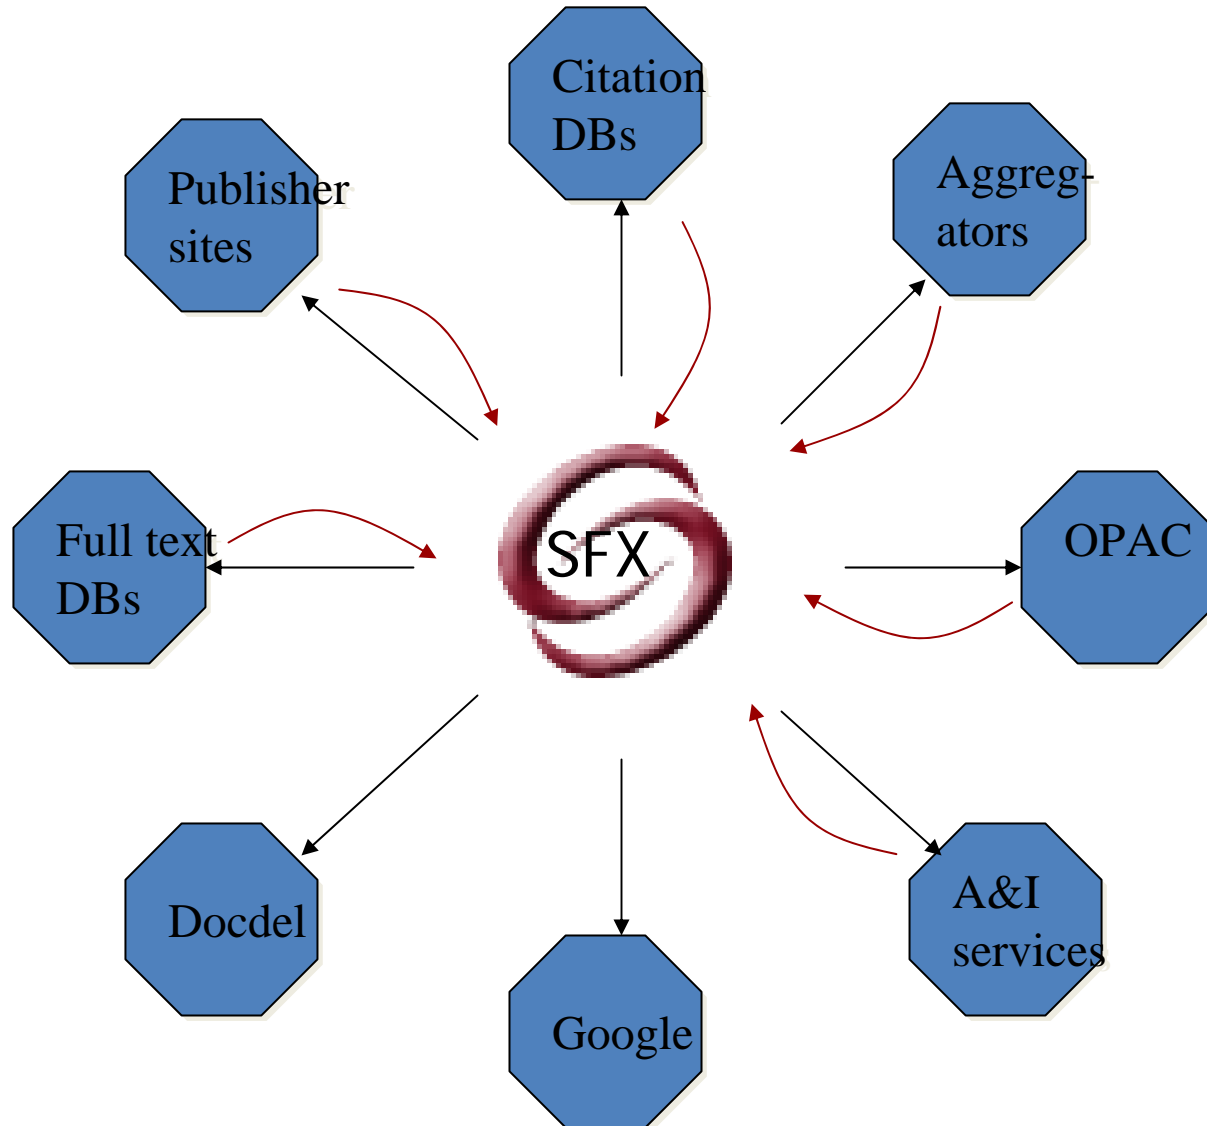 Citation
DBs
Publisher
sites
Aggreg-
ators
Full text
DBs
SFX
OPAC
Docdel
Google
A&I
services